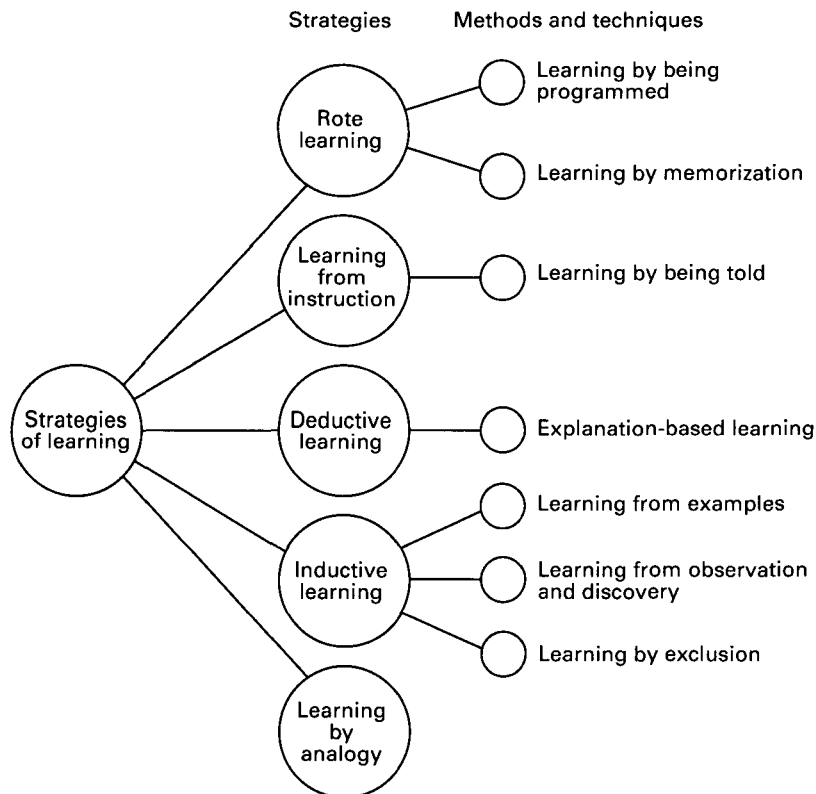 Strategies
Methods and techniques
Rote
learning
Learning by being
programmed
Learning by memorization
Learning
from
instruction
Learning by being told
Strategies
of learning
Deductive
learning
Explanation-based learning
Inductive
learning
Learning from examples
Learning from observation
and discovery
Learning by exclusion
Learning
by
analogy